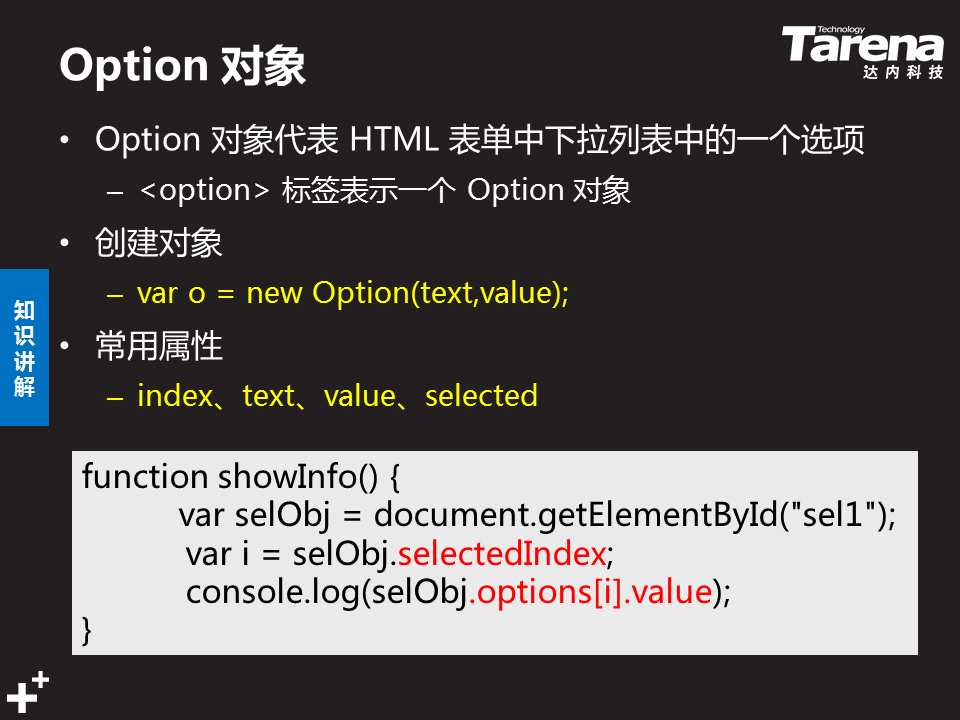 Option 对象
Technology
Tarena
达内科技
• Option 对象代表 HTML 表单中下拉列表中的一个选项
– <option> 标签表示一个 Option 对象
• 创建对象
– var o = new Option(text,value);
• 常用属性
– index、text、value、selected
知识讲解
function showInfo() {
var selObj = document.getElementById("sel1");
var i = selObj.selectedIndex;
console.log(selObj.options[i].value);
}